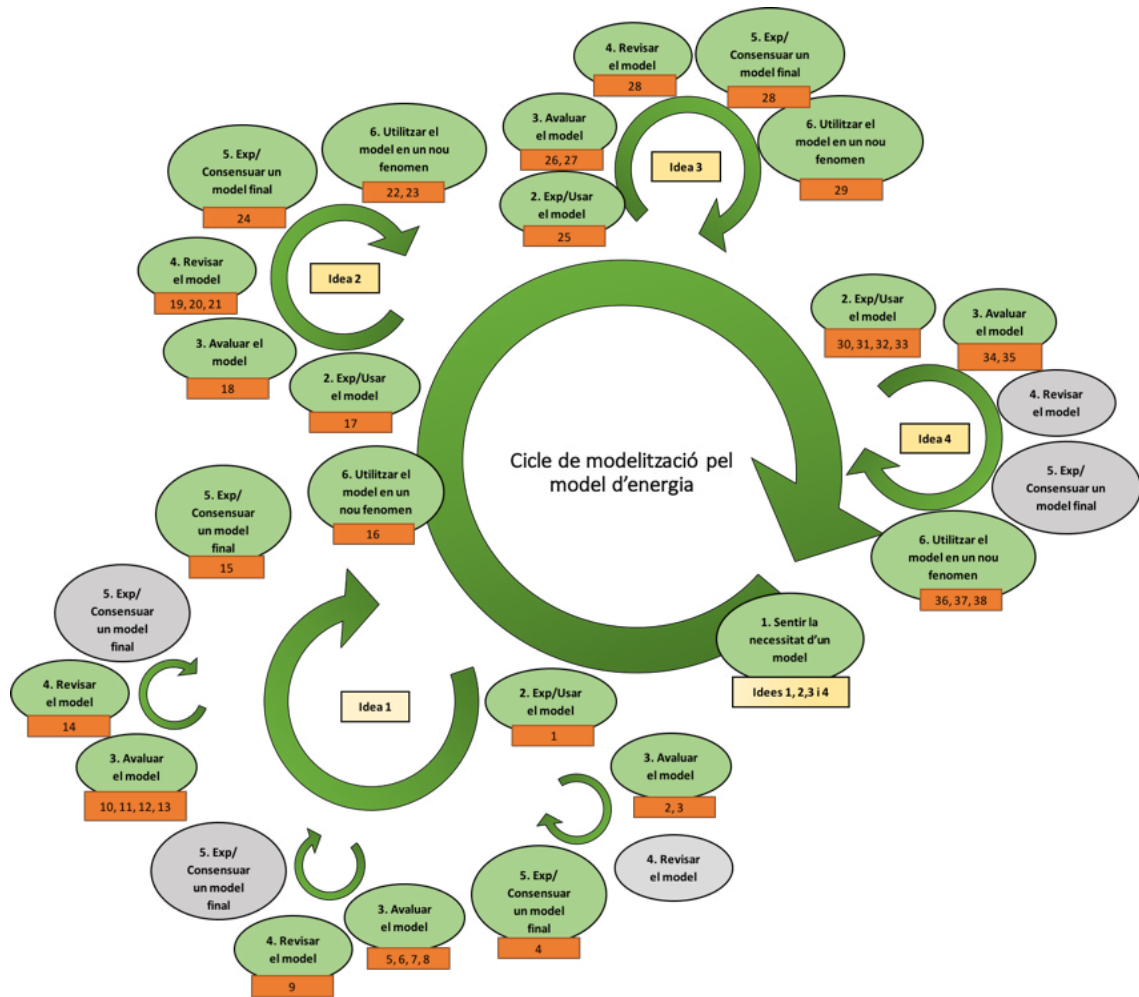 4. Revisar
el model
28
5. Exp/
Consensuar un
model final
28
3. Avaluar
el model
26, 27
6. Utilitzar el
model en un nou
fenomen
29
2. Exp/Usar
el model
25
Idea 3
5. Exp/
Consensuar un
model final
24
6. Utilitzar el
model en un nou
fenomen
22, 23
4. Revisar
el model
19, 20, 21
Idea 2
3. Avaluar el
model
18
2. Exp/Usar
el model
17
2. Exp/Usar
el model
30, 31, 32, 33
3. Avaluar
el model
34, 35
4. Revisar
el model
Idea 4
5. Exp/
Consensuar un
model final
6. Utilitzar el
model en un nou
fenomen
36, 37, 38
Cicle de modelització pel
model d'energia
6. Utilitzar el
model en un nou
fenomen
16
5. Exp/
Consensuar
un model
final
15
1. Sentir la
necessitat d'un
model
Idees 1, 2,3 i 4
5. Exp/
Consensuar
un model
final
4. Revisar
el model
14
3. Avaluar
el model
10, 11, 12, 13
Idea 1
2. Exp/Usar
el model
1
3. Avaluar
el model
2, 3
4. Revisar
el model
5. Exp/
Consensuar
un model
final
4
5. Exp/
Consensuar
un model
final
3. Avaluar
el model
5, 6, 7, 8
4. Revisar
el model
9